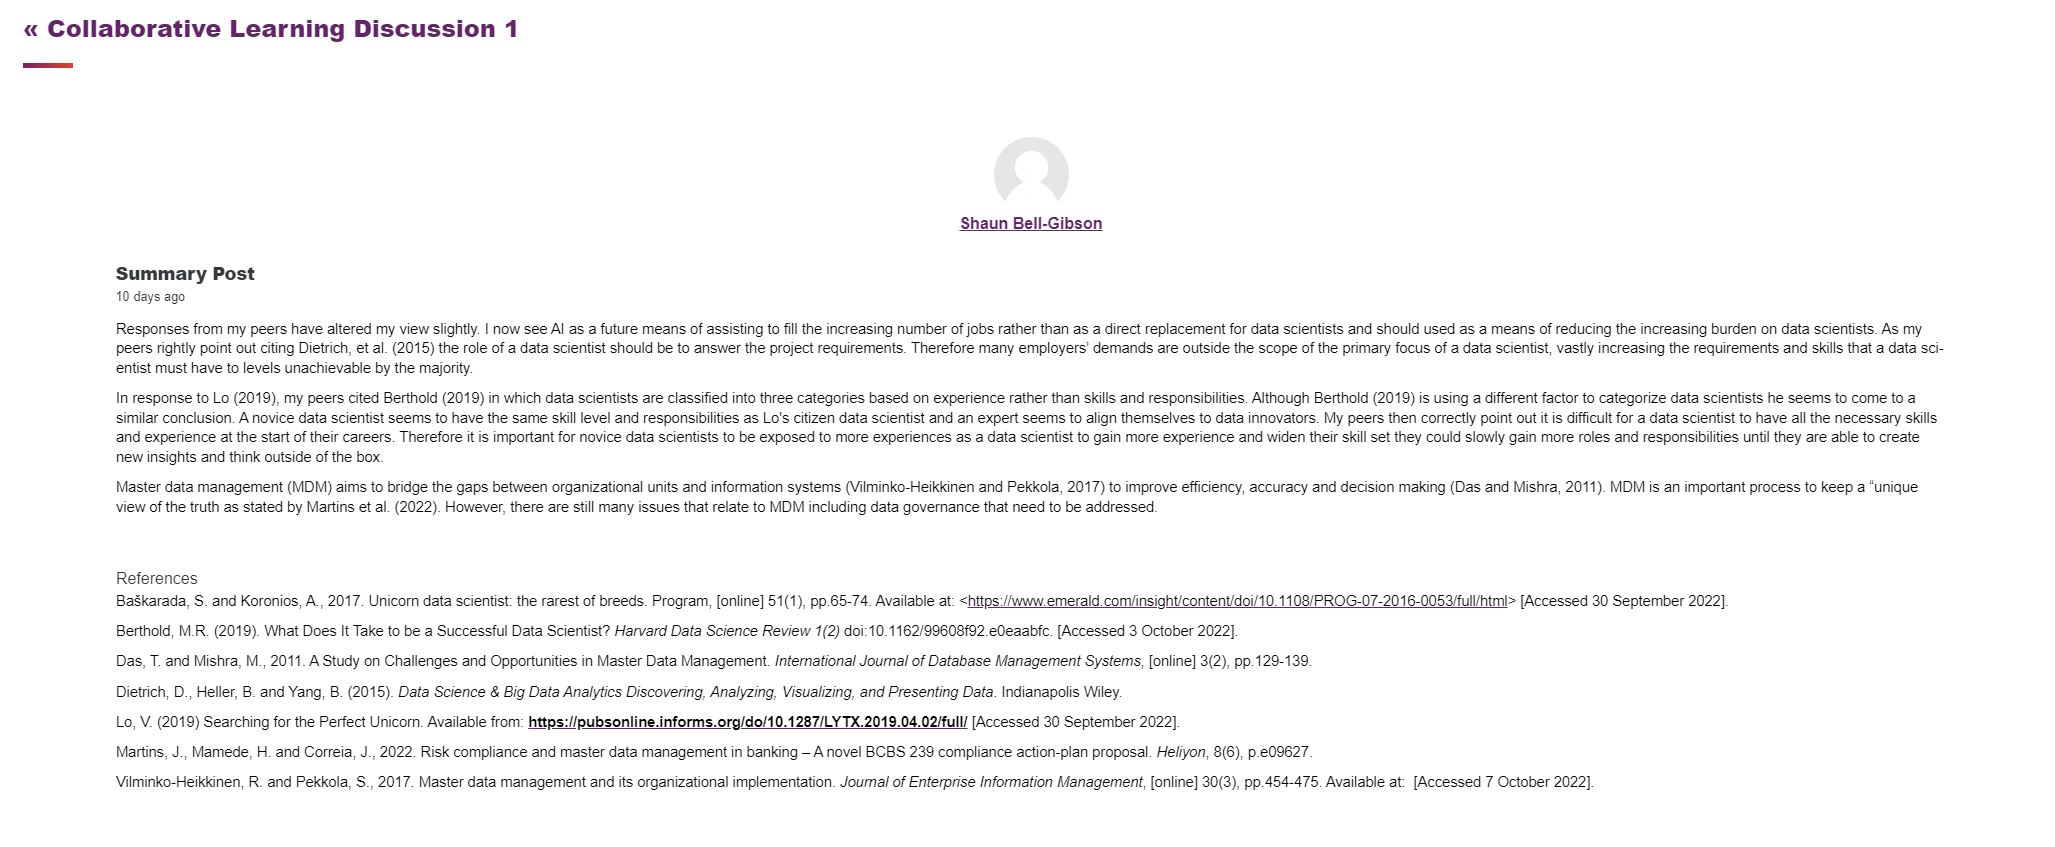 « Collaborative Learning Discussion 1
Shaun Bell-Gibson
Summary Post
10 days ago
Responses from my peers have altered my view slightly. I now see AI as a future means of assisting to fill the increasing number of jobs rather than as a direct replacement for data scientists and should used as a means of reducing the increasing burden on data scientists. As my
peers rightly point out citing Dietrich, et al. (2015) the role of a data scientist should be to answer the project requirements. Therefore many employers’ demands are outside the scope of the primary focus of a data scientist, vastly increasing the requirements and skills that a data sci-
entist must have to levels unachievable by the majority.
In response to Lo (2019), my peers cited Berthold (2019) in which data scientists are classified into three categories based on experience rather than skills and responsibilities. Although Berthold (2019) is using a different factor to categorize data scientists he seems to come to a
similar conclusion. A novice data scientist seems to have the same skill level and responsibilities as Lo's citizen data scientist and an expert seems to align themselves to data innovators. My peers then correctly point out it is difficult for a data scientist to have all the necessary skills
and experience at the start of their careers. Therefore it is important for novice data scientists to be exposed to more experiences as a data scientist to gain more experience and widen their skill set they could slowly gain more roles and responsibilities until they are able to create
new insights and think outside of the box.
Master data management (MDM) aims to bridge the gaps between organizational units and information systems (Vilminko-Heikkinen and Pekkola, 2017) to improve efficiency, accuracy and decision making (Das and Mishra, 2011). MDM is an important process to keep a “unique
view of the truth as stated by Martins et al. (2022). However, there are still many issues that relate to MDM including data governance that need to be addressed.
References
Baškarada, S. and Koronios, A., 2017. Unicorn data scientist: the rarest of breeds. Program, [online] 51(1), pp.65-74. Available at: <https://www.emerald.com/insight/content/doi/10.1108/PROG-07-2016-0053/full/html> [Accessed 30 September 2022].
Berthold, M.R. (2019). What Does It Take to be a Successful Data Scientist? Harvard Data Science Review 1(2) doi:10.1162/99608f92.e0eaabfc. [Accessed 3 October 2022].
Das, T. and Mishra, M., 2011. A Study on Challenges and Opportunities in Master Data Management. International Journal of Database Management Systems, [online] 3(2), pp.129-139.
Dietrich, D., Heller, B. and Yang, B. (2015). Data Science & Big Data Analytics Discovering, Analyzing, Visualizing, and Presenting Data. Indianapolis Wiley.
Lo, V. (2019) Searching for the Perfect Unicorn. Available from: https://pubsonline.informs.org/do/10.1287/LYTX.2019.04.02/full/ [Accessed 30 September 2022].
Martins, J., Mamede, H. and Correia, J., 2022. Risk compliance and master data management in banking – A novel BCBS 239 compliance action-plan proposal. Heliyon, 8(6), p.e09627.
Vilminko-Heikkinen, R. and Pekkola, S., 2017. Master data management and its organizational implementation. Journal of Enterprise Information Management, [online] 30(3), pp.454-475. Available at:  [Accessed 7 October 2022].